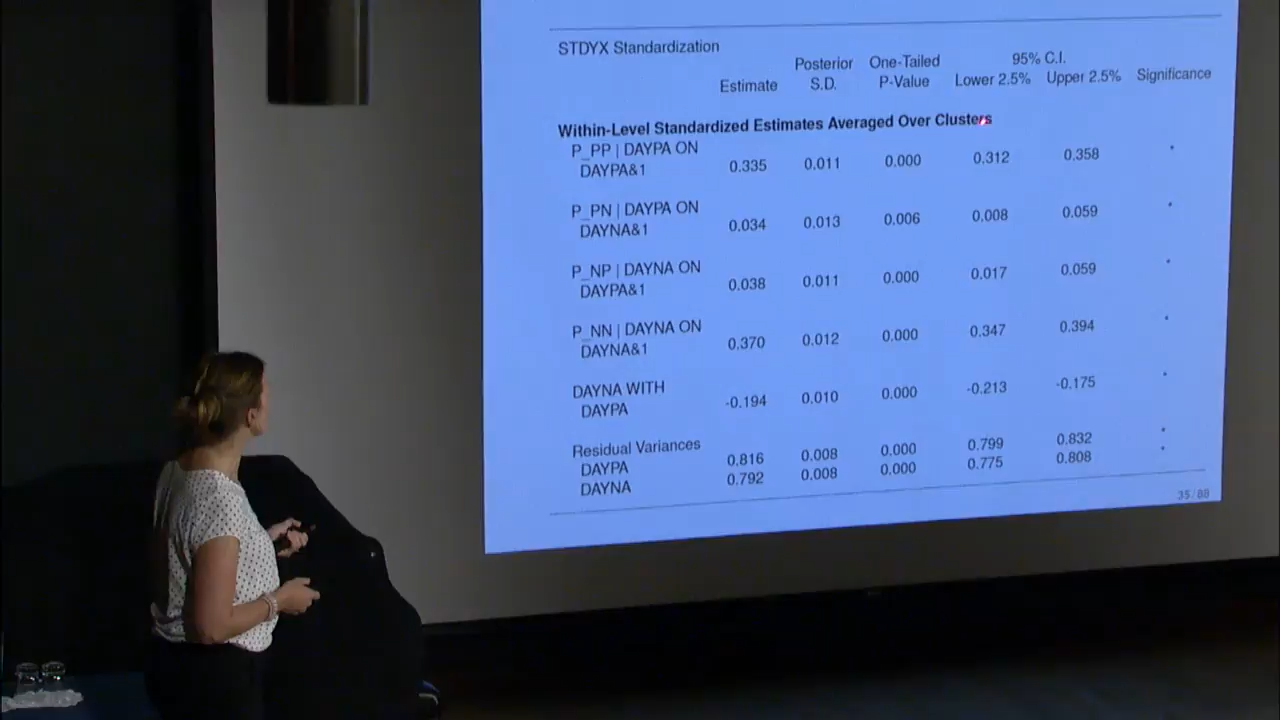 STDYX Standardization
Posterior One-Tailed 95% C.I.
Estimate S.D. P-Value Lower 2.5% Upper 2.5% Significance
Within-Level Standardized Estimates Averaged Over Clusters
P_PP | DAYPA ON
DAYPA&1 0.335 0.011 0.000 0.312 0.358 *
P_PN | DAYPA ON
DAYNA&1 0.034 0.013 0.006 0.008 0.059 *
P_NP | DAYNA ON
DAYPA&1 0.038 0.011 0.000 0.017 0.059 *
P_NN | DAYNA ON
DAYNA&1 0.370 0.012 0.000 0.347 0.394 *
DAYNA WITH
DAYPA -0.194 0.010 0.000 -0.213 -0.175 *
Residual Variances
DAYPA 0.816 0.008 0.000 0.799 0.832 *
DAYNA 0.792 0.008 0.000 0.775 0.808 *
35 / 88